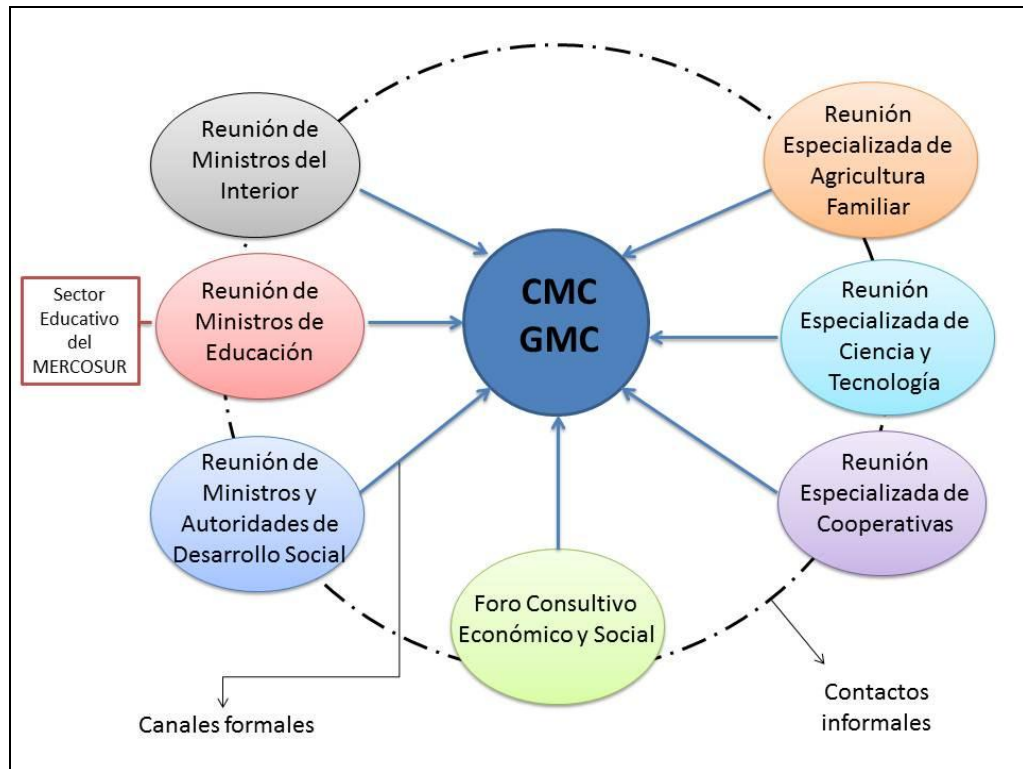 Reunión de
Ministros del
Interior
Reunión
Especializada de
Agricultura
Familiar
Sector
Educativo
del
MERCOSUR
Reunión de
Ministros de
Educación
CMC
GMC
Reunión
Especializada de
Ciencia y
Tecnología
Reunión de
Ministros y
Autoridades de
Desarrollo Social
Reunión
Especializada de
Cooperativas
Foro Consultivo
Económico y Social
Canales formales
Contactos
informales